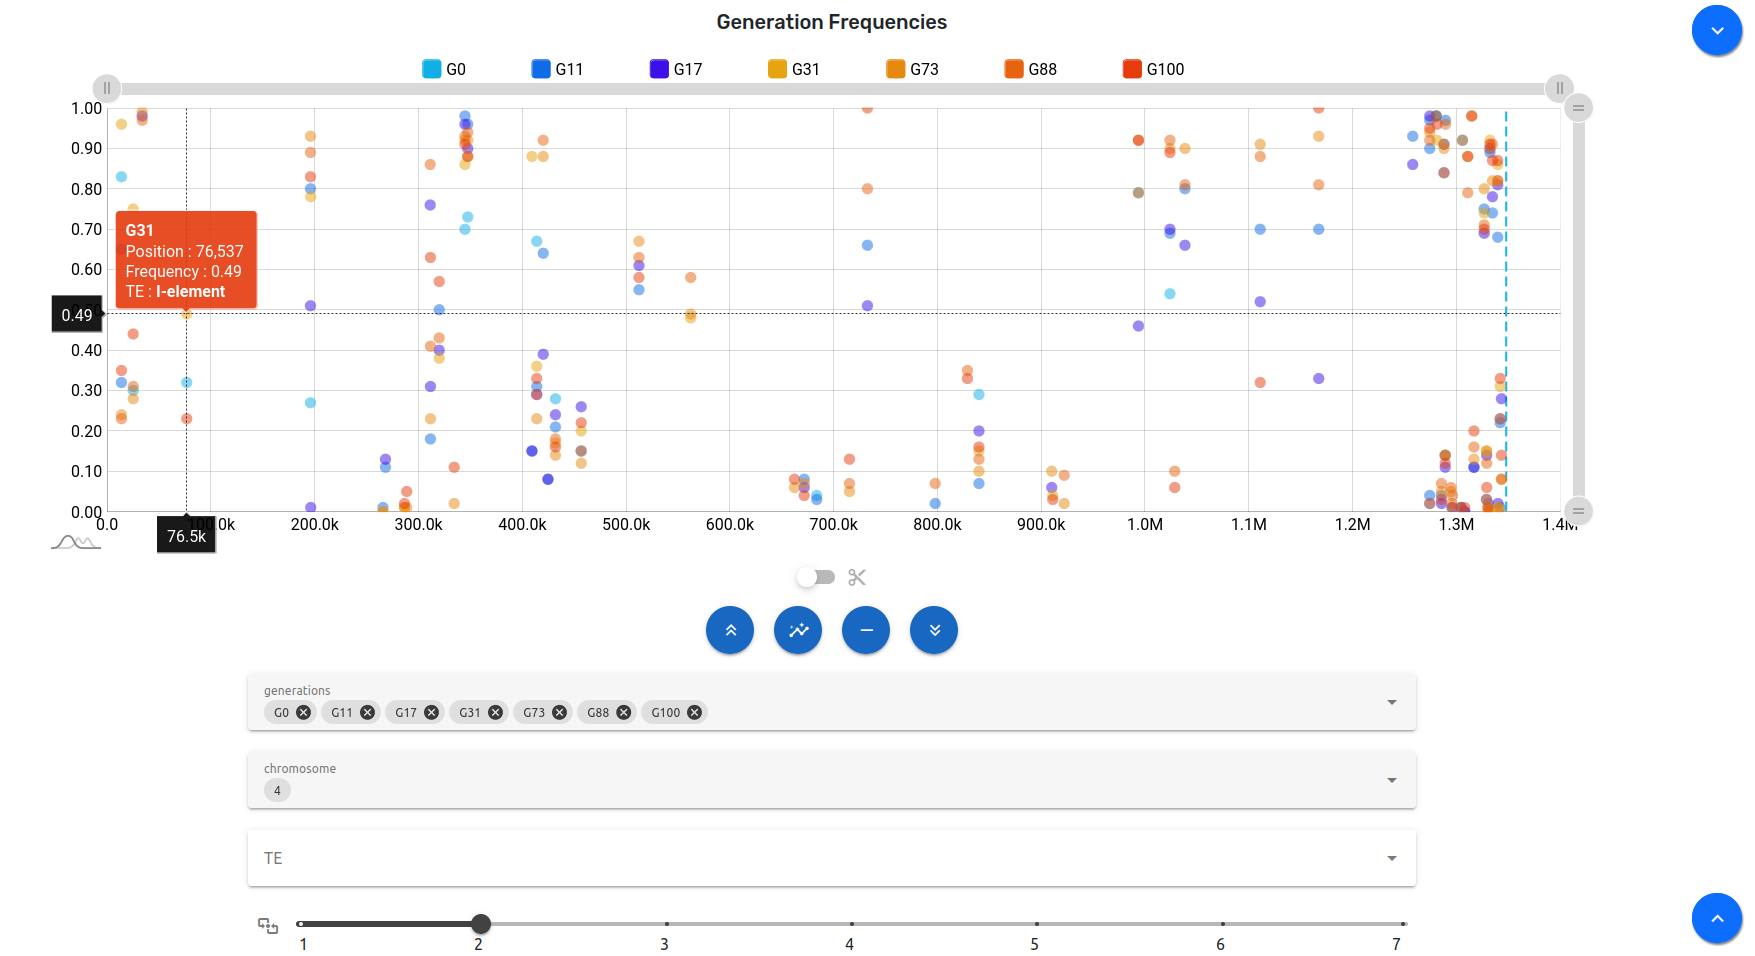 Generation Frequencies
G0 G11 G17 G31 G73 G88 G100
1.00
0.90
0.80
0.70
0.60
0.40
0.30
0.20
0.10
0.00
G31
Position : 76,537
Frequency : 0.49
TE : I-element
0.49
0.0 100.0k 200.0k 300.0k 400.0k 500.0k 600.0k 700.0k 800.0k 900.0k 1.0M 1.1M 1.2M 1.3M 1.4M
76.5k
generations
G0 G11 G17 G31 G73 G88 G100
chromosome
4
TE
1 2 3 4 5 6 7